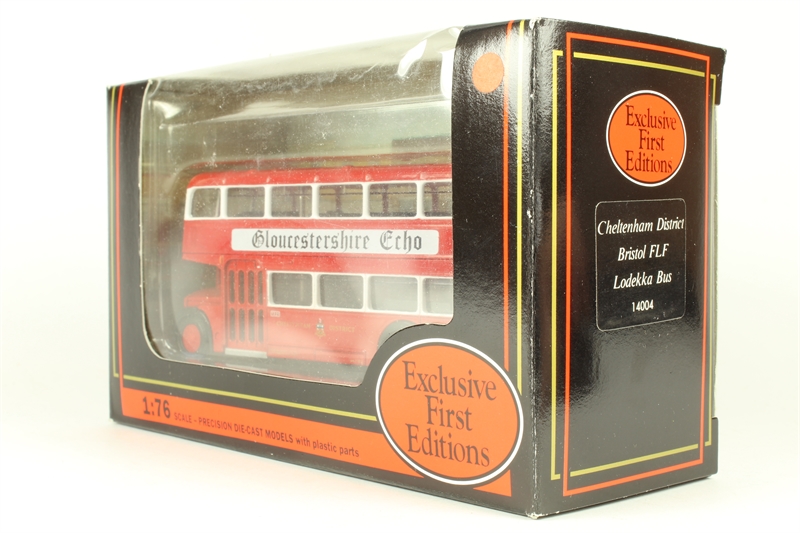 Gloucestershire Echo
1:76 SCALE - PRECISION DIE-CAST MODELS with plastic parts
Exclusive
First
Editions
Exclusive
First
Editions
Cheltenham District
Bristol FLF
Lodekka Bus
14004